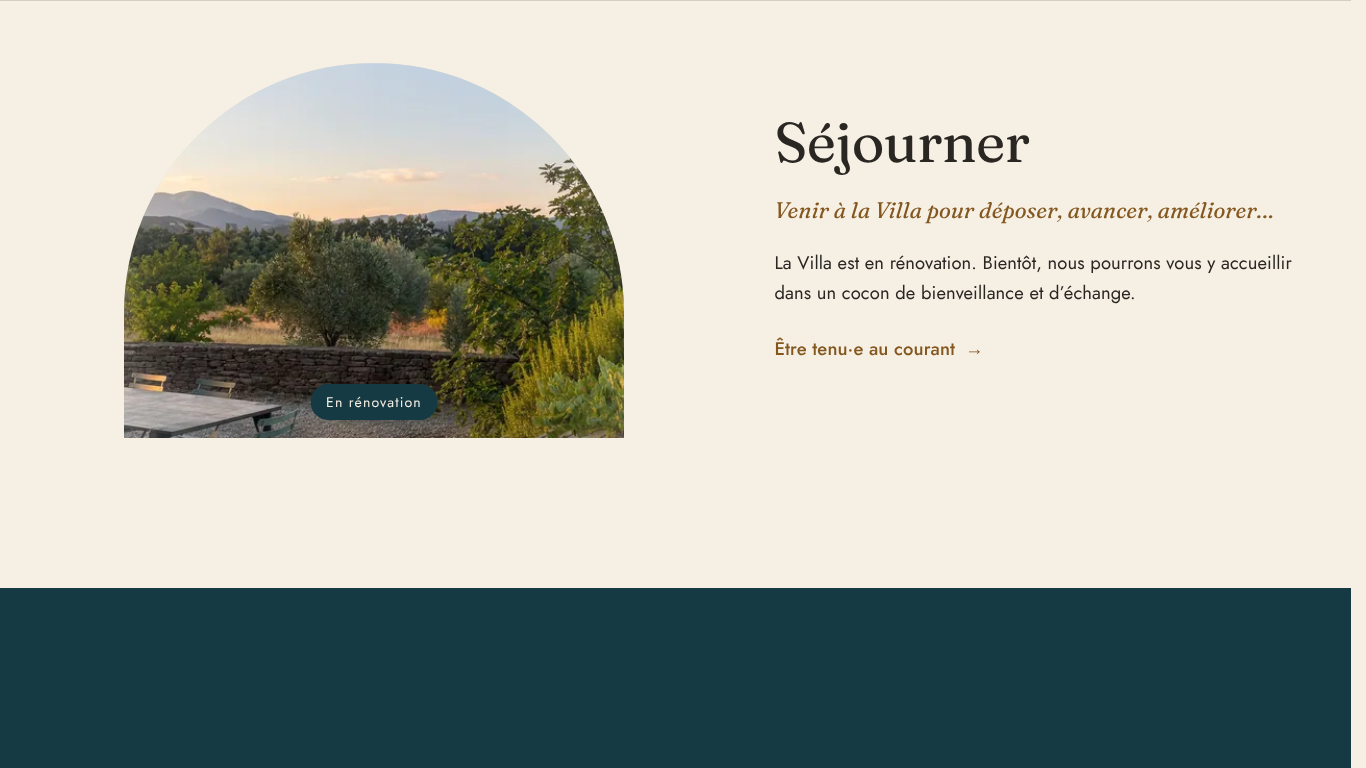 Séjourner
Venir à la Villa pour déposer, avancer, améliorer…
La Villa est en rénovation. Bientôt, nous pourrons vous y accueillir
dans un cocon de bienveillance et d’échange.
Être tenu·e au courant →
En rénovation